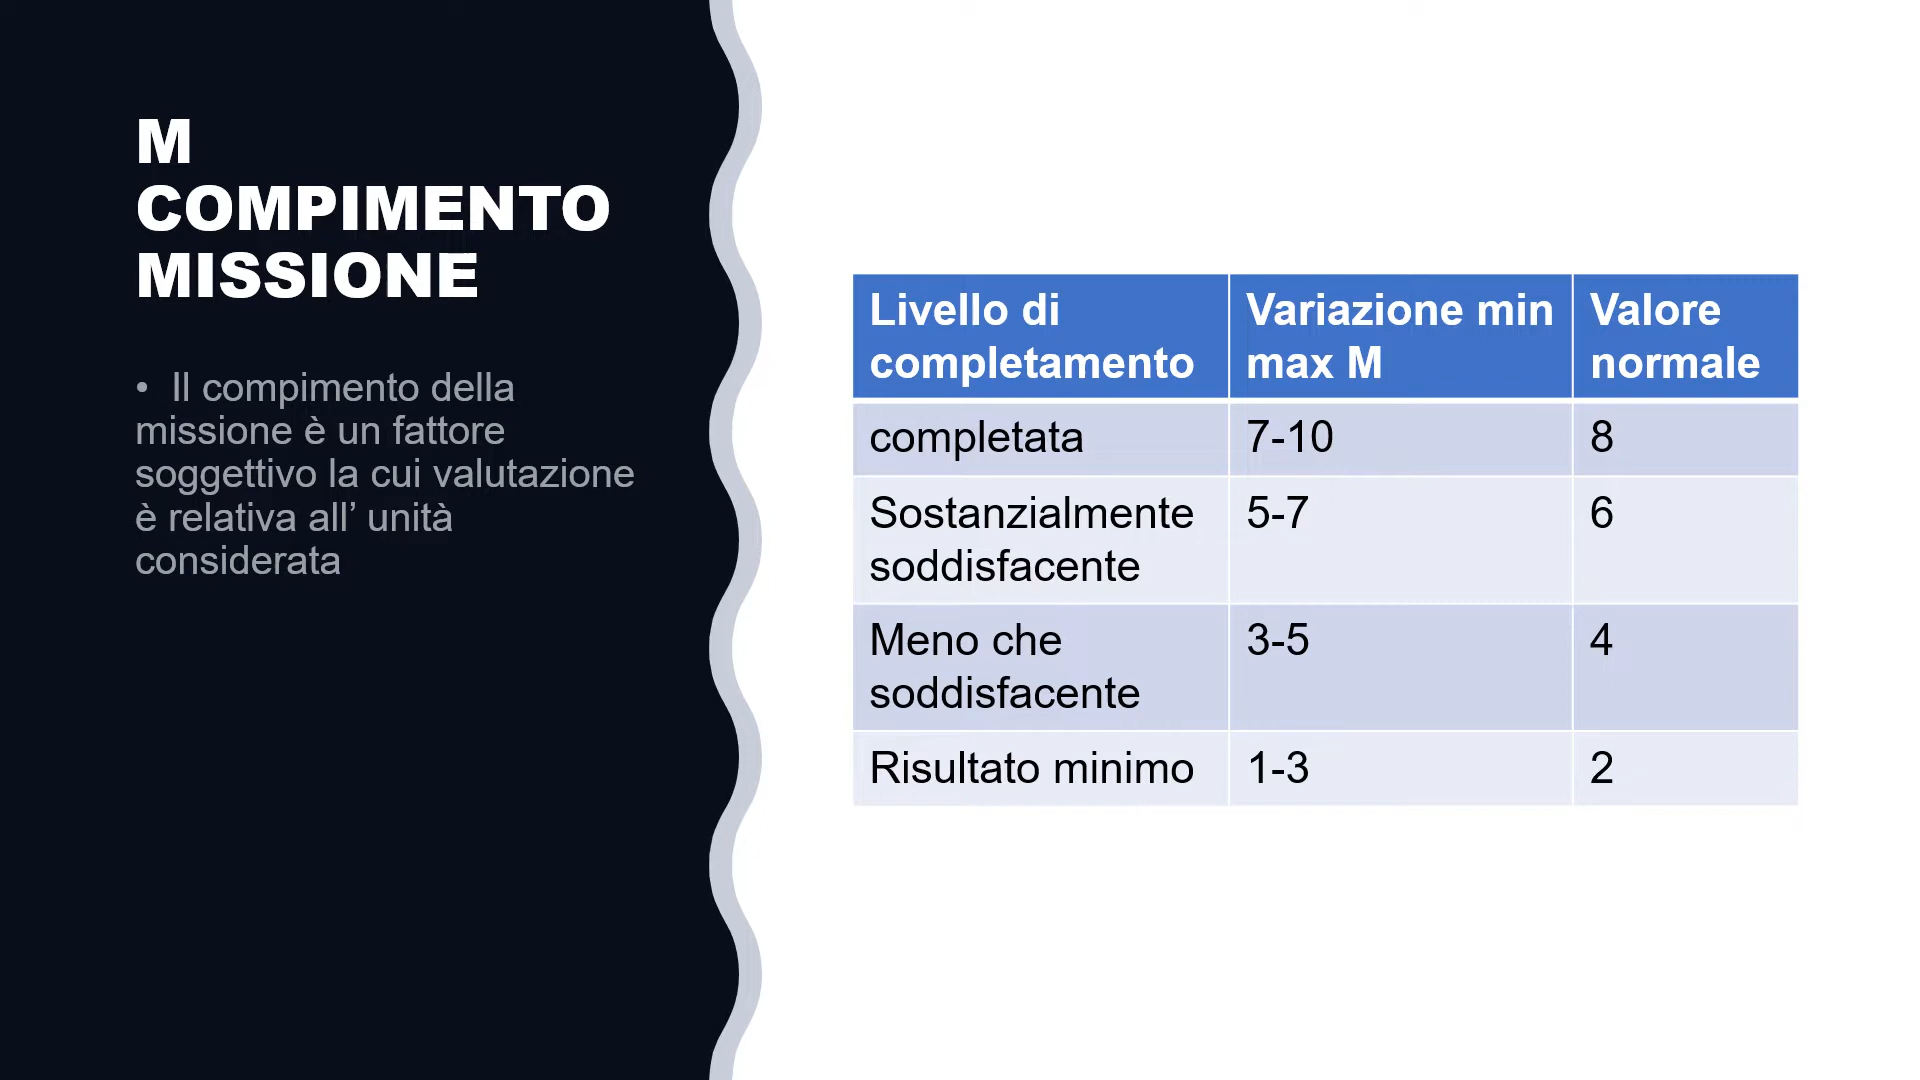 M
COMPIMENTO
MISSIONE
• Il compimento della
missione è un fattore
soggettivo la cui valutazione
è relativa all’ unità
considerata
Livello di completamento Variazione min max M Valore normale
completata 7-10 8
Sostanzialmente soddisfacente 5-7 6
Meno che soddisfacente 3-5 4
Risultato minimo 1-3 2